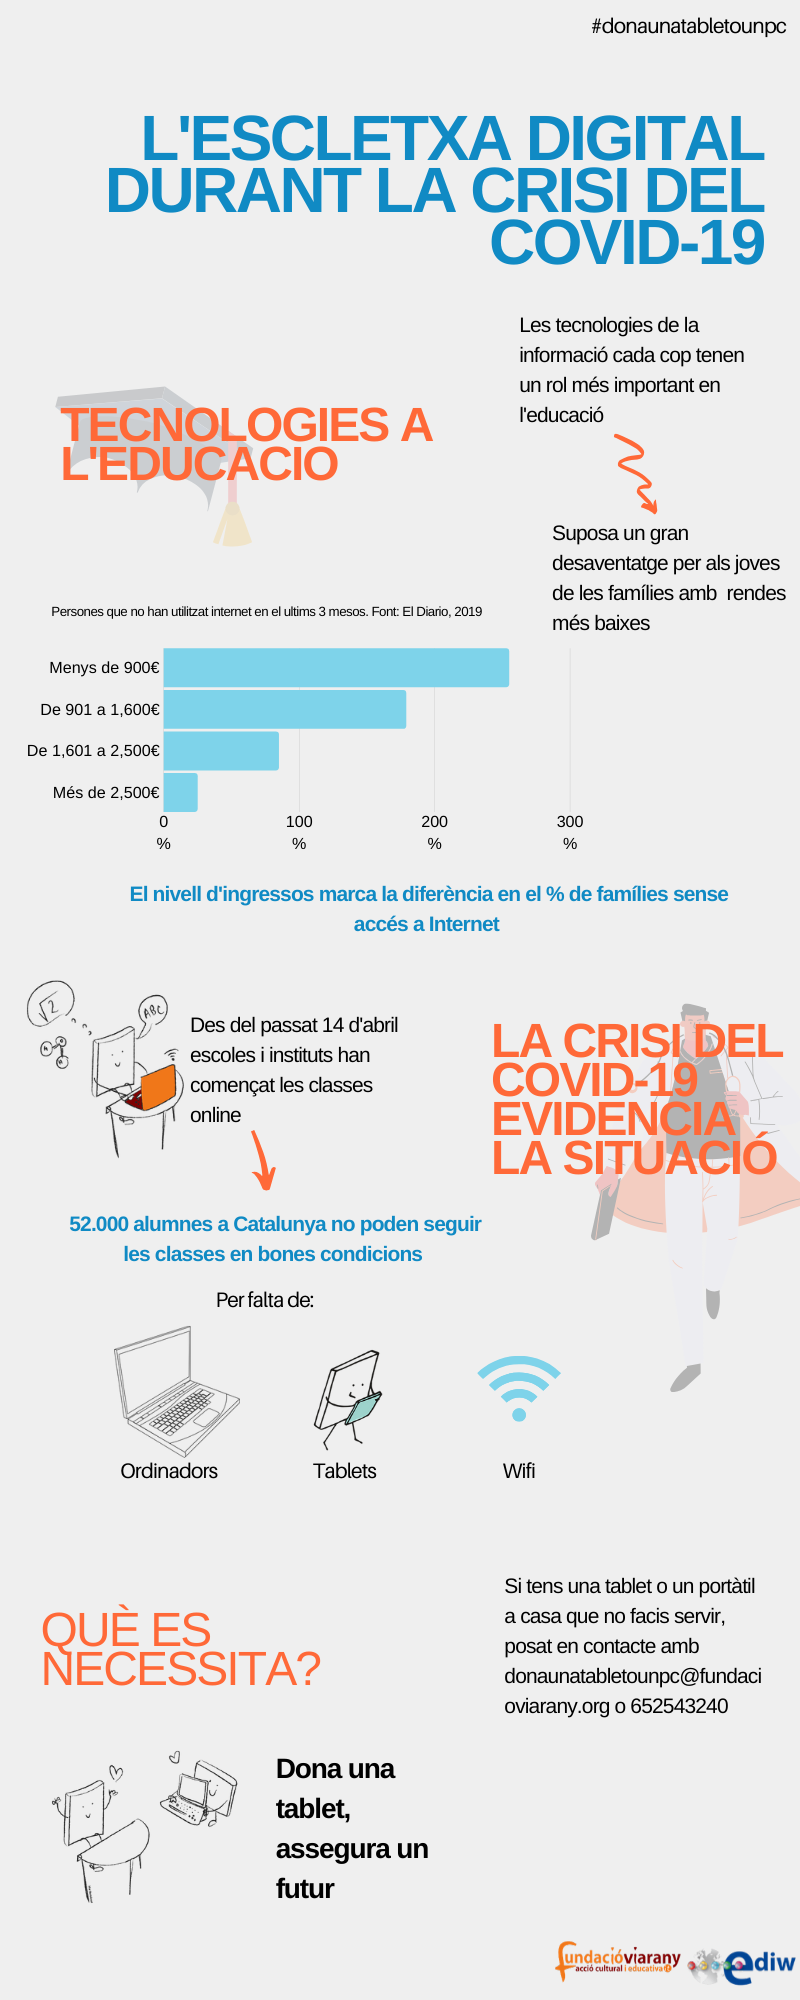 #donaunatabletounpc
L'ESCLETXA DIGITAL
DURANT LA CRISI DEL
COVID-19
Les tecnologies de la
informació cada cop tenen
un rol més important en
l'educació
TECNOLOGIES A
L'EDUCACIO
Suposa un gran
desaventatge per als joves
de les famílies amb  rendes
més baixes
Persones que no han utilitzat internet en el ultims 3 mesos. Font: El Diario, 2019
Menys de 900€
De 901 a 1,600€
De 1,601 a 2,500€
Més de 2,500€
0 100 200 300
% % % %
El nivell d'ingressos marca la diferència en el % de famílies sense
accés a Internet
√2
ABC
Des del passat 14 d'abril
escoles i instituts han
començat les classes
online
LA CRISI DEL
COVID-19
EVIDENCIA
LA SITUACIÓ
52.000 alumnes a Catalunya no poden seguir
les classes en bones condicions
Per falta de:
Ordinadors
Tablets
Wifi
Si tens una tablet o un portàtil
a casa que no facis servir,
posat en contacte amb
donaunatabletounpc@fundaci
oviarany.org o 652543240
QUÈ ES
NECESSITA?
Dona una
tablet,
assegura un
futur
fundacióviarany
acció cultural i educativa
ediw